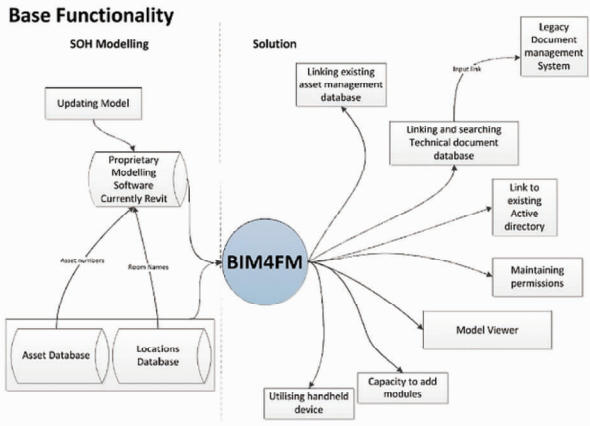 Base Functionality
SOH Modelling
Solution
Updating Model
Proprietary
Modelling
Software
Currently Revit
Asset numbers
Room Names
Asset Database
Locations
Database
BIM4FM
Linking existing
asset management
database
Linking and searching
Technical document
database
Input link
Legacy
Document
management
System
Link to
existing
Active
directory
Maintaining
permissions
Model Viewer
Capacity to add
modules
Utilising handheld
device